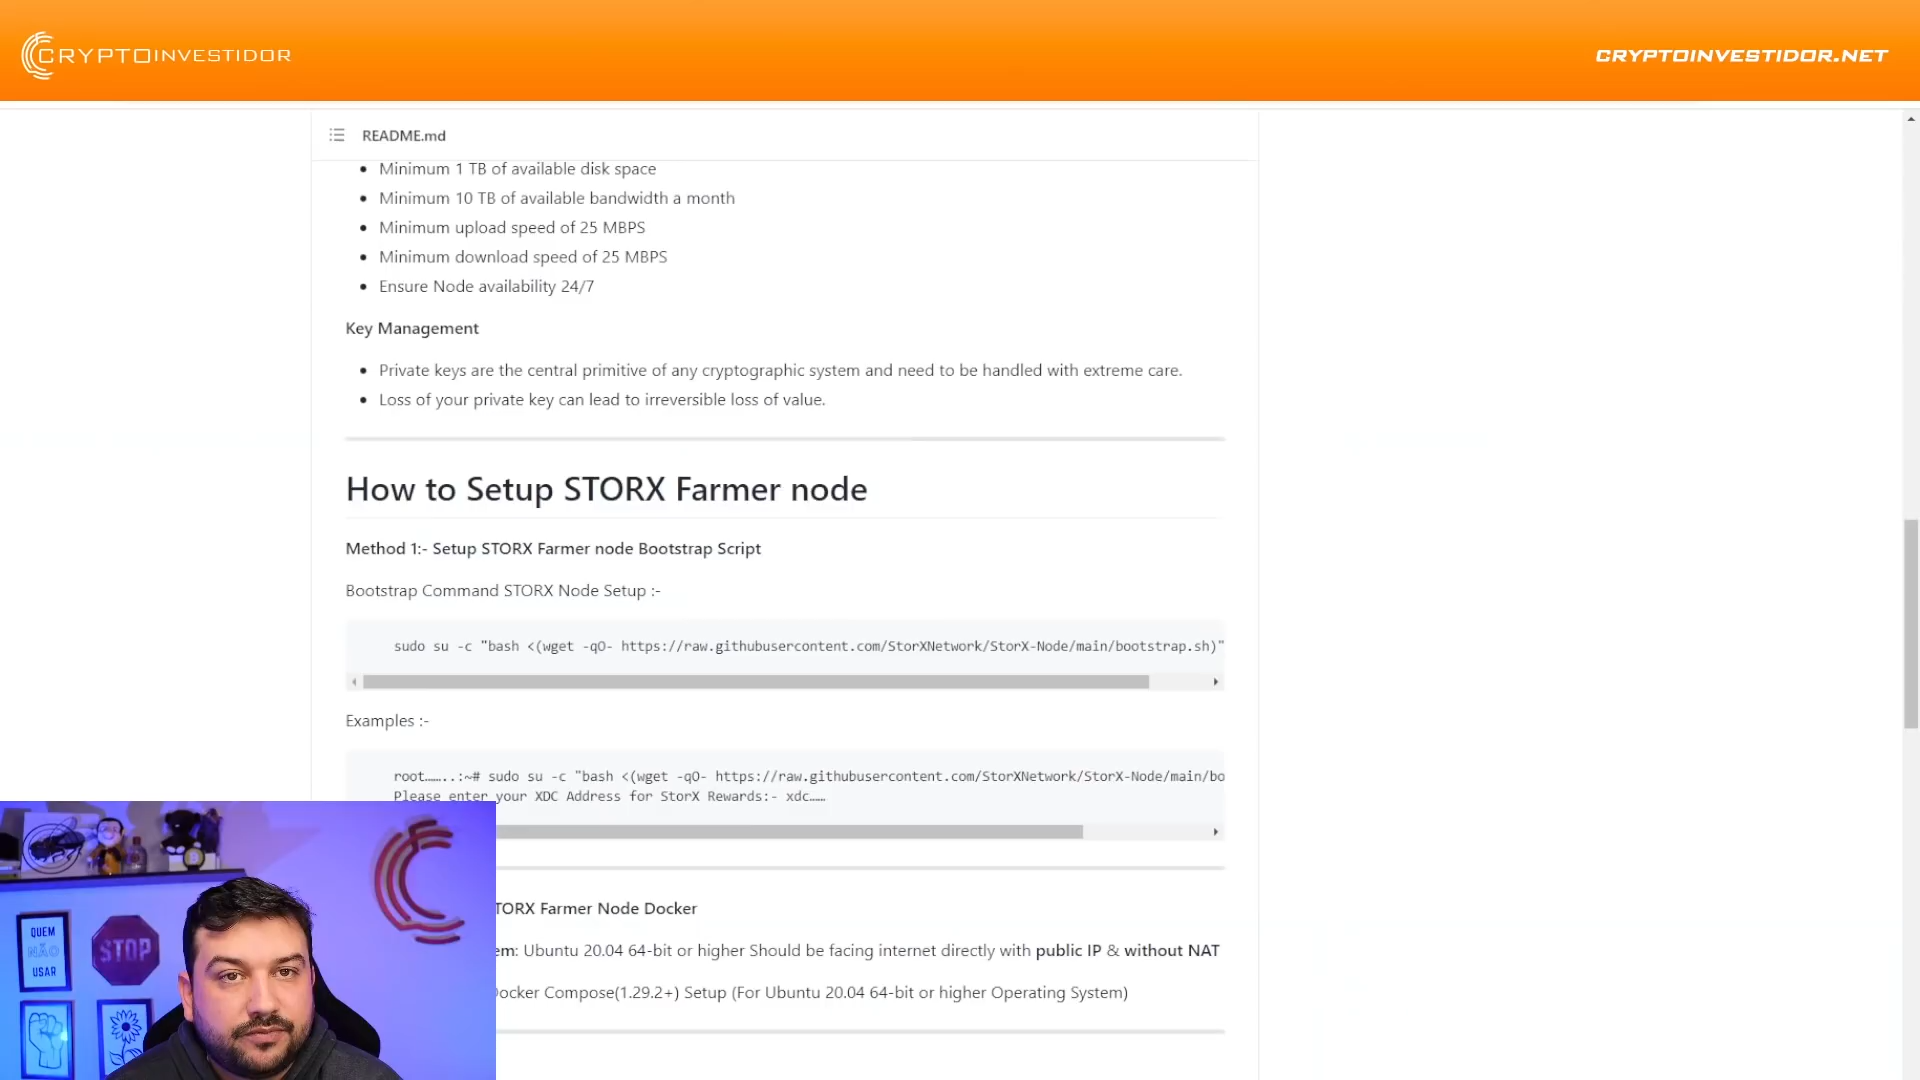 CRYPTOINVESTIDOR
CRYPTOINVESTIDOR.NET
README.md
Minimum 1 TB of available disk space
Minimum 10 TB of available bandwidth a month
Minimum upload speed of 25 MBPS
Minimum download speed of 25 MBPS
Ensure Node availability 24/7
Key Management
Private keys are the central primitive of any cryptographic system and need to be handled with extreme care.
Loss of your private key can lead to irreversible loss of value.
How to Setup STORX Farmer node
Method 1:- Setup STORX Farmer node Bootstrap Script
Bootstrap Command STORX Node Setup :-
sudo su -c "bash <(wget -qO- https://raw.githubusercontent.com/StorXNetwork/StorX-Node/main/bootstrap.sh)"
Examples :-
root……..:~# sudo su -c "bash <(wget -qO- https://raw.githubusercontent.com/StorXNetwork/StorX-Node/main/bo
Please enter your XDC Address for StorX Rewards:- xdc……
TORX Farmer Node Docker
em: Ubuntu 20.04 64-bit or higher Should be facing internet directly with public IP & without NAT
ocker Compose(1.29.2+) Setup (For Ubuntu 20.04 64-bit or higher Operating System)
QUEM
NÃO
USAR
STOP